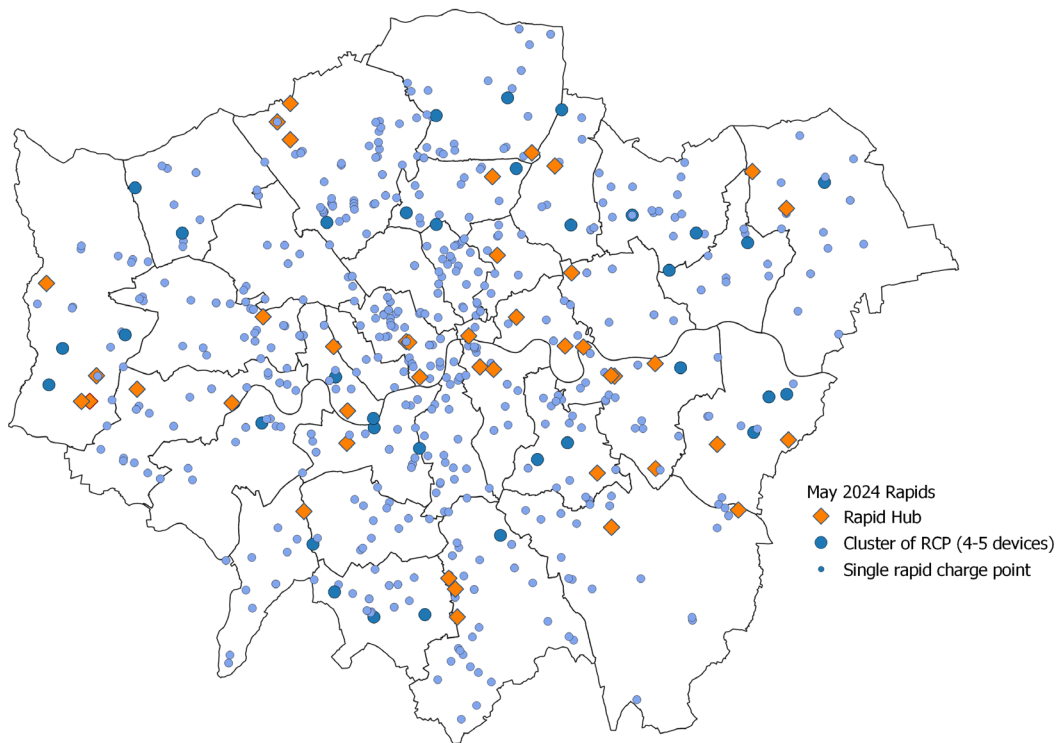 May 2024 Rapids
Rapid Hub
Cluster of RCP (4-5 devices)
Single rapid charge point